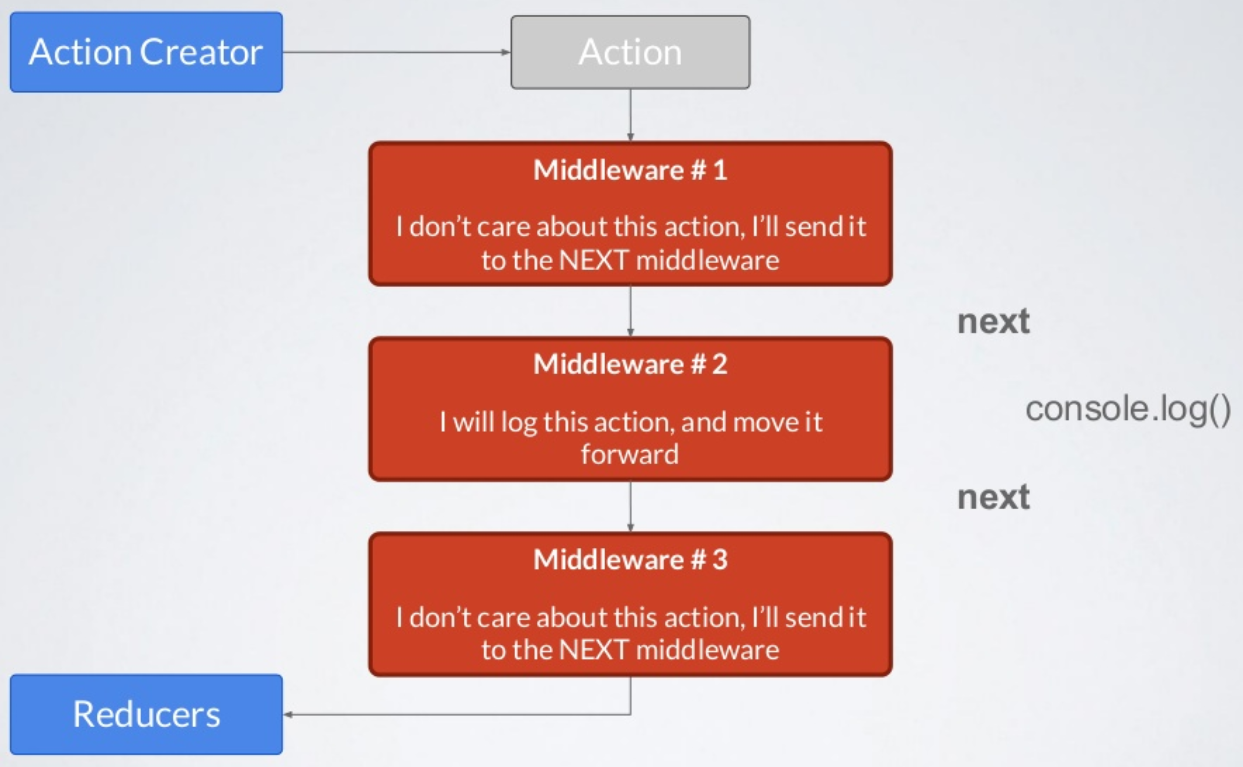 Action Creator
Action
Middleware # 1
I don’t care about this action, I’ll send it
to the NEXT middleware
next
Middleware # 2
I will log this action, and move it
forward
console.log()
next
Middleware # 3
I don’t care about this action, I’ll send it
to the NEXT middleware
Reducers